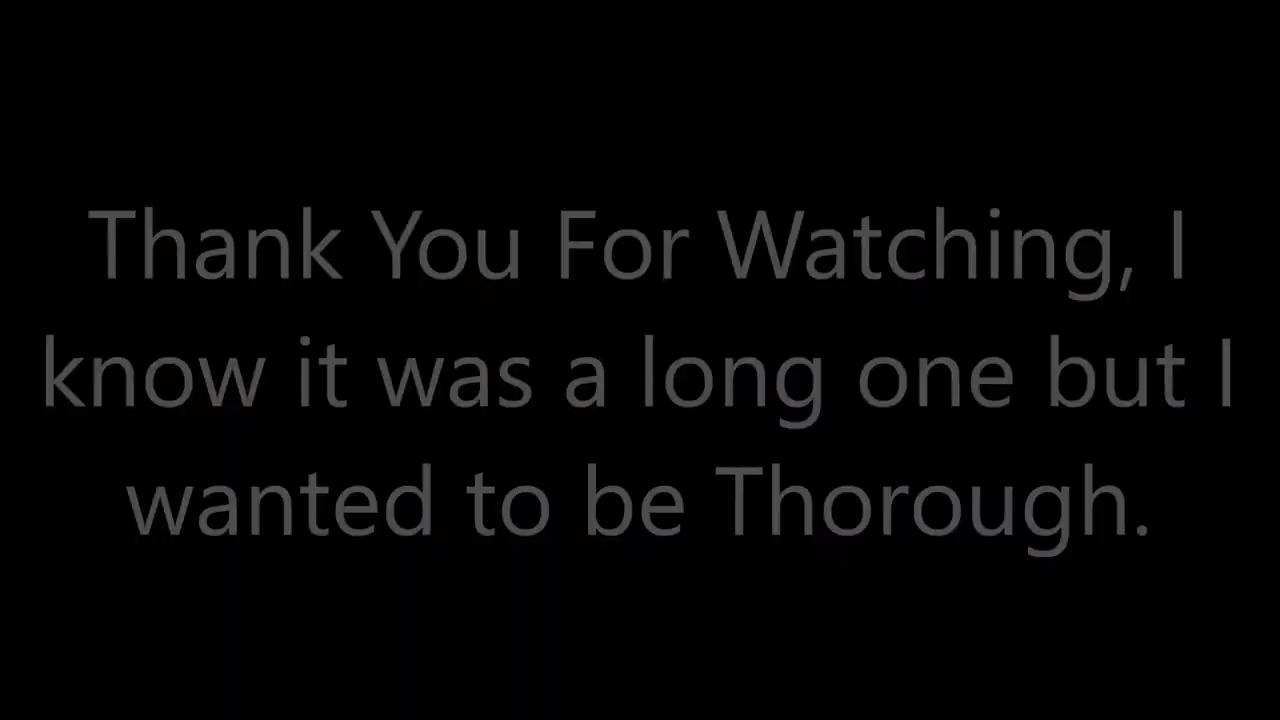 Thank You For Watching, I
know it was a long one but I
wanted to be Thorough.